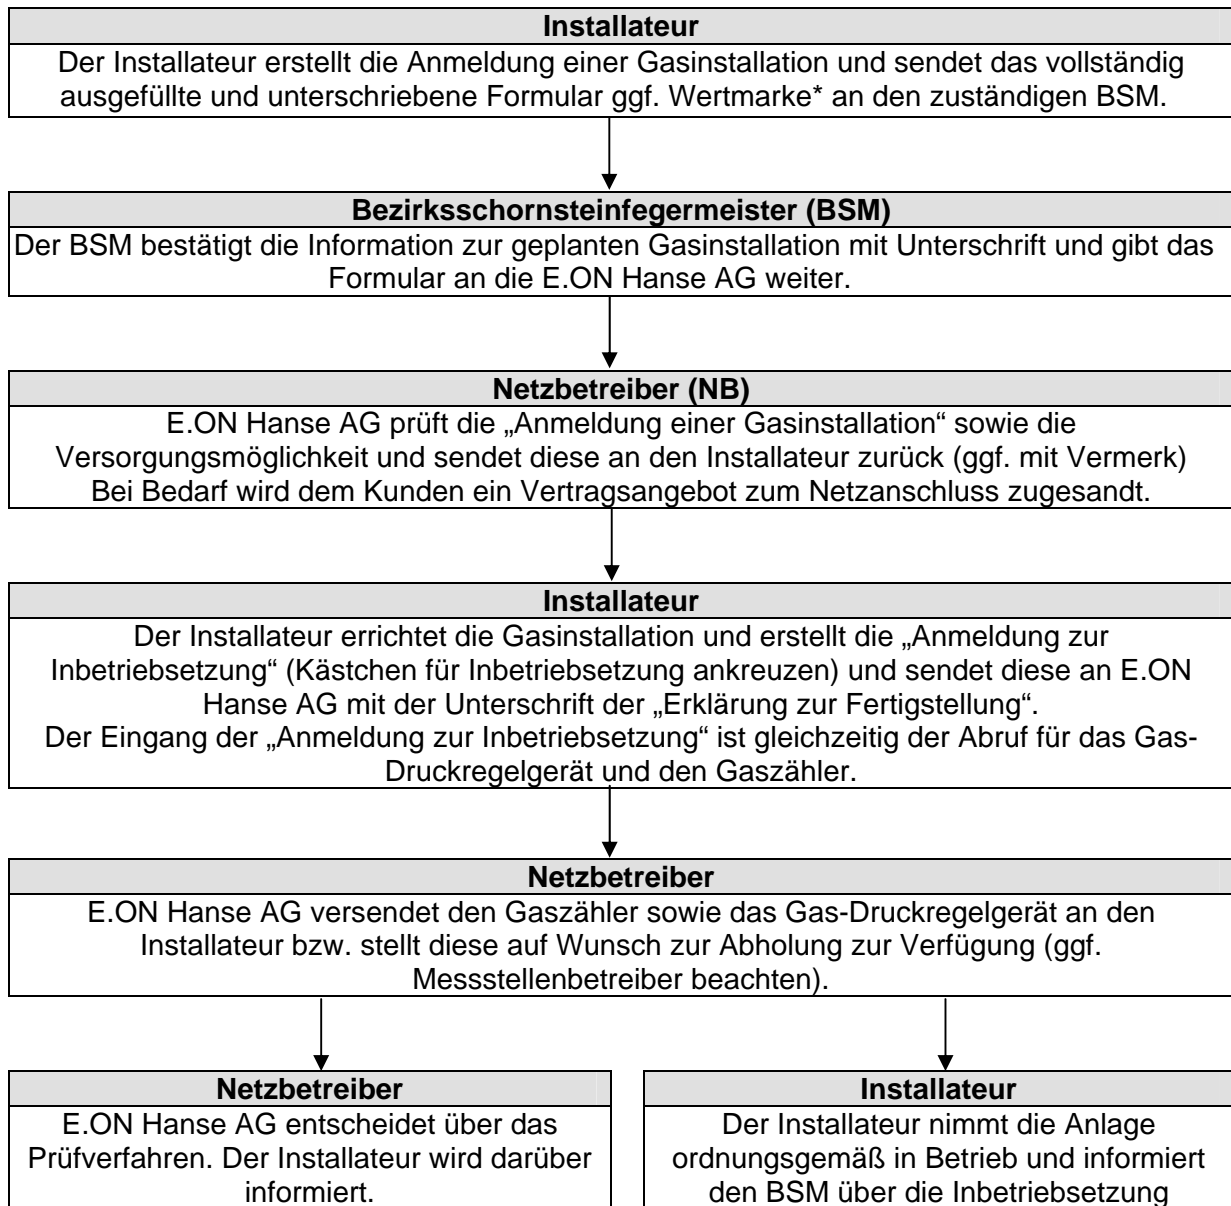 Installateur
Der Installateur erstellt die Anmeldung einer Gasinstallation und sendet das vollständig
ausgefüllte und unterschriebene Formular ggf. Wertmarke* an den zuständigen BSM.
Bezirksschornsteinfegermeister (BSM)
Der BSM bestätigt die Information zur geplanten Gasinstallation mit Unterschrift und gibt das
Formular an die E.ON Hanse AG weiter.
Netzbetreiber (NB)
E.ON Hanse AG prüft die „Anmeldung einer Gasinstallation“ sowie die
Versorgungsmöglichkeit und sendet diese an den Installateur zurück (ggf. mit Vermerk)
Bei Bedarf wird dem Kunden ein Vertragsangebot zum Netzanschluss zugesandt.
Installateur
Der Installateur errichtet die Gasinstallation und erstellt die „Anmeldung zur
Inbetriebsetzung“ (Kästchen für Inbetriebsetzung ankreuzen) und sendet diese an E.ON
Hanse AG mit der Unterschrift der „Erklärung zur Fertigstellung“.
Der Eingang der „Anmeldung zur Inbetriebsetzung“ ist gleichzeitig der Abruf für das Gas-
Druckregelgerät und den Gaszähler.
Netzbetreiber
E.ON Hanse AG versendet den Gaszähler sowie das Gas-Druckregelgerät an den
Installateur bzw. stellt diese auf Wunsch zur Abholung zur Verfügung (ggf.
Messstellenbetreiber beachten).
Netzbetreiber
E.ON Hanse AG entscheidet über das
Prüfverfahren. Der Installateur wird darüber
informiert.
Installateur
Der Installateur nimmt die Anlage
ordnungsgemäß in Betrieb und informiert
den BSM über die Inbetriebsetzung